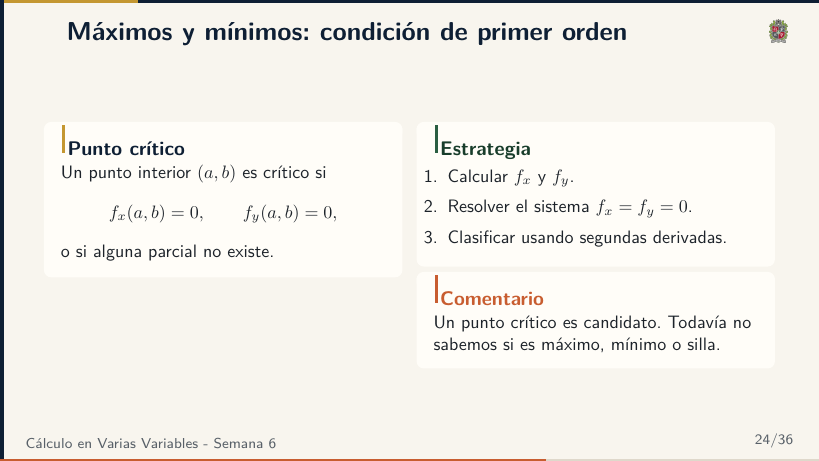 Máximos y mínimos: condición de primer orden
Punto crítico
Un punto interior (a, b) es crítico si
fₓ(a, b) = 0, f_y(a, b) = 0,
o si alguna parcial no existe.
Estrategia
1. Calcular fₓ y f_y.
2. Resolver el sistema fₓ = f_y = 0.
3. Clasificar usando segundas derivadas.
Comentario
Un punto crítico es candidato. Todavía no
sabemos si es máximo, mínimo o silla.
Cálculo en Varias Variables - Semana 6
24/36